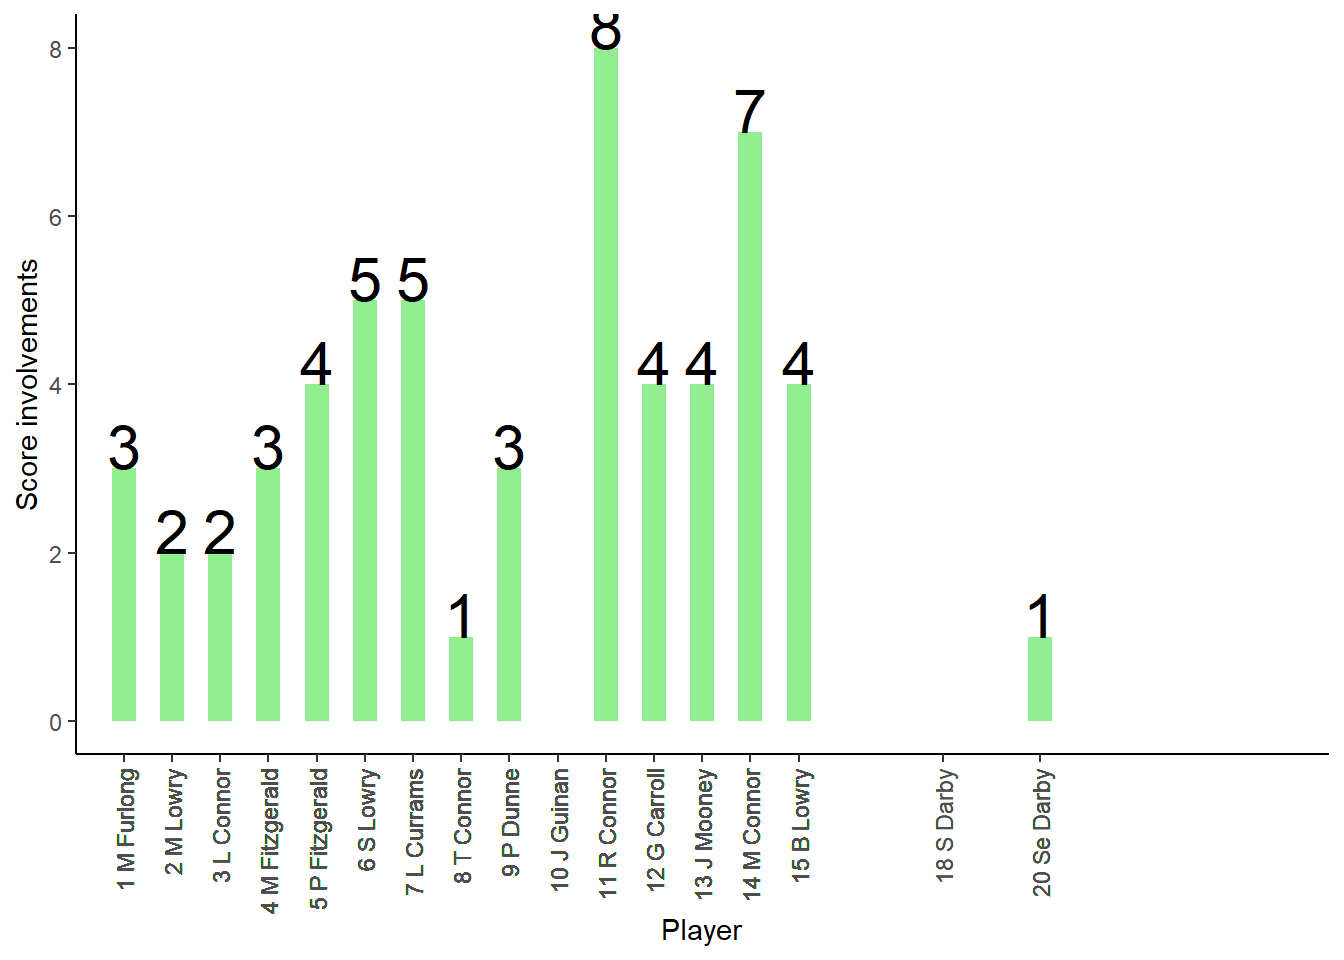 8
7
5 5
4 4 4 4
3 3 3
2 2
1 1
8
6
4
2
0
Score involvements
1 M Furlong
2 M Lowry
3 L Connor
4 M Fitzgerald
5 P Fitzgerald
6 S Lowry
7 L Currams
8 T Connor
9 P Dunne
10 J Guinan
11 R Connor
12 G Carroll
13 J Mooney
14 M Connor
15 B Lowry
18 S Darby
20 Se Darby
Player